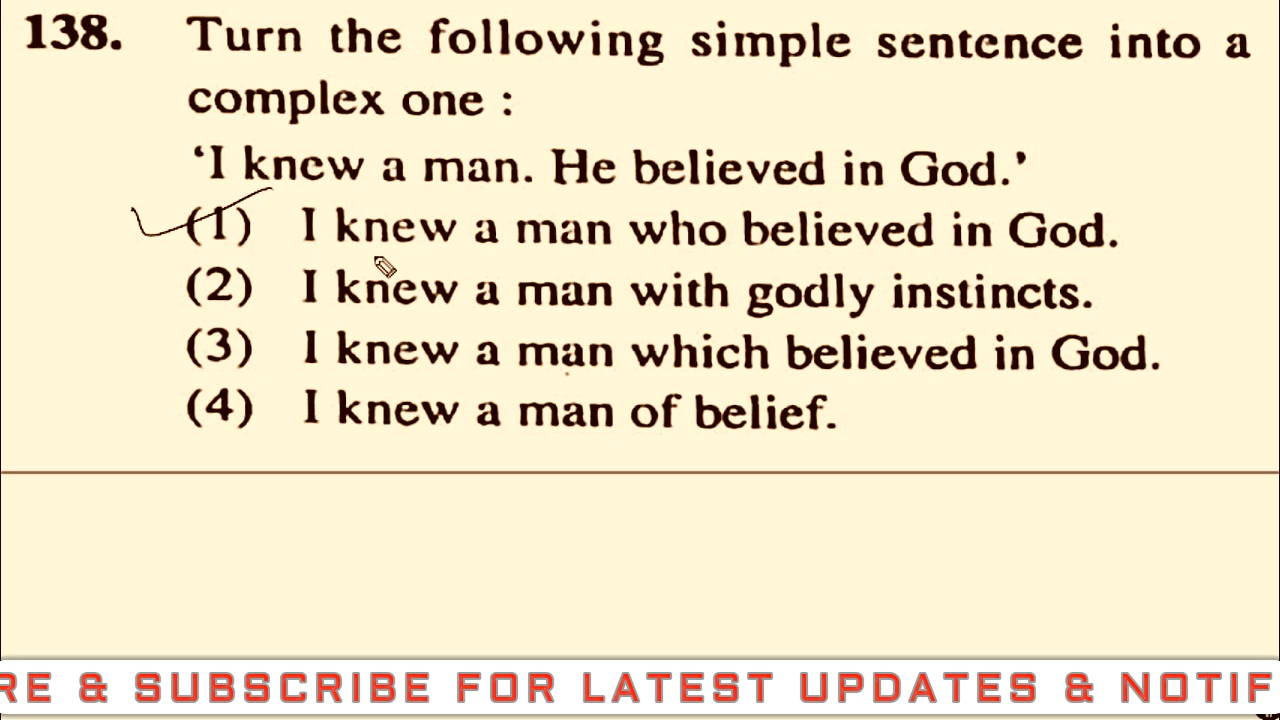 138. Turn the following simple sentence into a
complex one :
‘I knew a man. He believed in God.’
(1) I knew a man who believed in God.
(2) I knew a man with godly instincts.
(3) I knew a man which believed in God.
(4) I knew a man of belief.
& SUBSCRIBE FOR LATEST UPDATES &